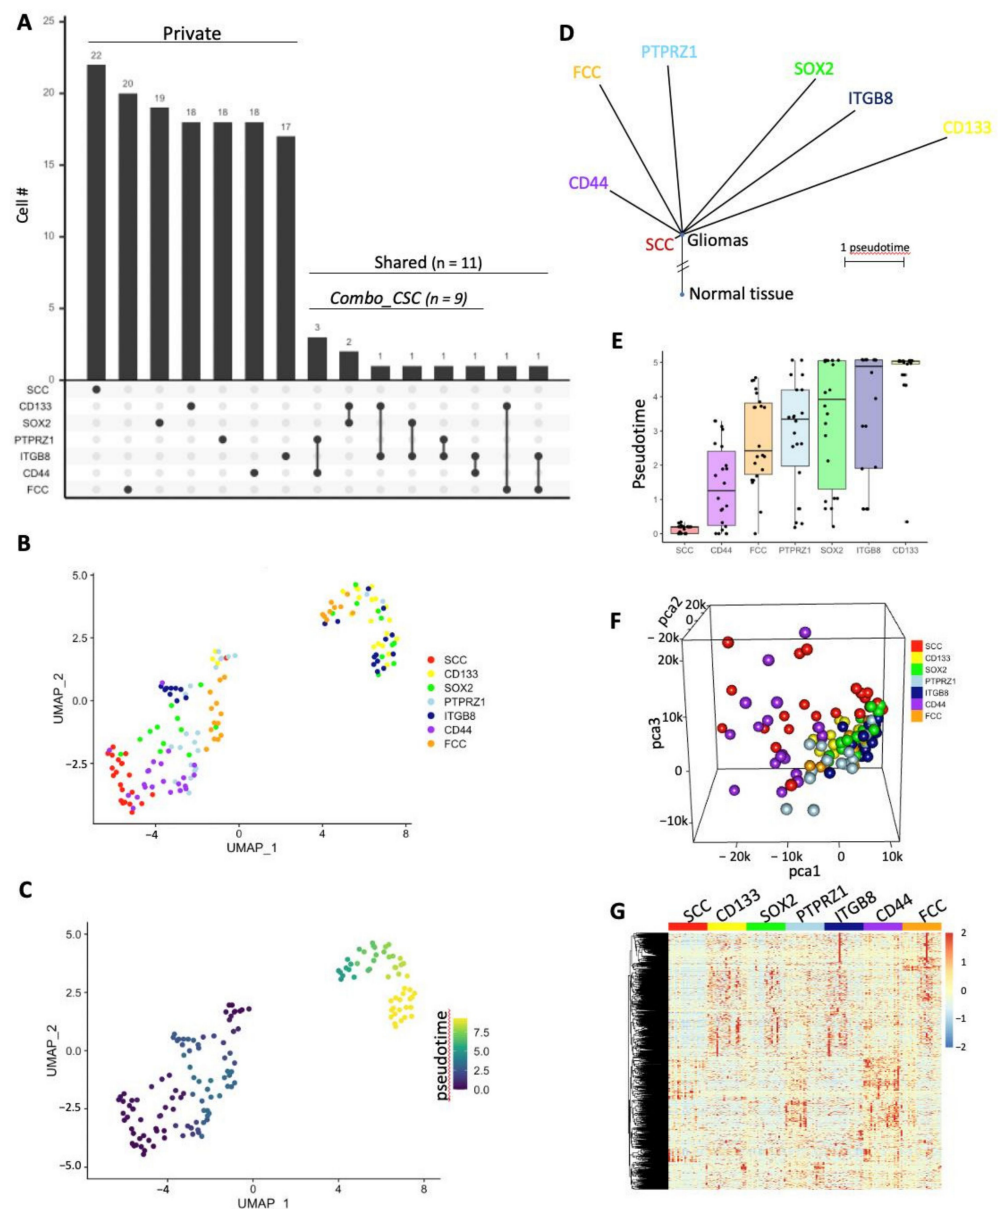 A
Private
25
22
20
19
18
18
18
17
20
15
10
5
0
Cell #
Shared (n = 11)
Combo_CSC (n = 9)
3
2
1
1
1
1
1
1
SCC
CD133
SOX2
PTPRZ1
ITGB8
CD44
FCC
B
5.0
2.5
0.0
−2.5
UMAP_2
−4
0
4
8
UMAP_1
SCC
CD133
SOX2
PTPRZ1
ITGB8
CD44
FCC
C
5.0
2.5
0.0
−2.5
−5.0
UMAP_2
−4
0
4
8
UMAP_1
pseudotime
7.5
5.0
2.5
0.0
D
PTPRZ1
FCC
SOX2
ITGB8
CD133
CD44
SCC
Gliomas
1 pseudotime
Normal tissue
E
5
4
3
2
1
0
Pseudotime
SCC
CD44
FCC
PTPRZ1
SOX2
ITGB8
CD133
F
pca2
20k
0
− 20k
20k
10k
0
−10k
pca3
− 20k
− 10k
0
10k
pca1
SCC
CD133
SOX2
PTPRZ1
ITGB8
CD44
FCC
G
SCC
CD133
SOX2
PTPRZ1
ITGB8
CD44
FCC
2
1
0
−1
−2